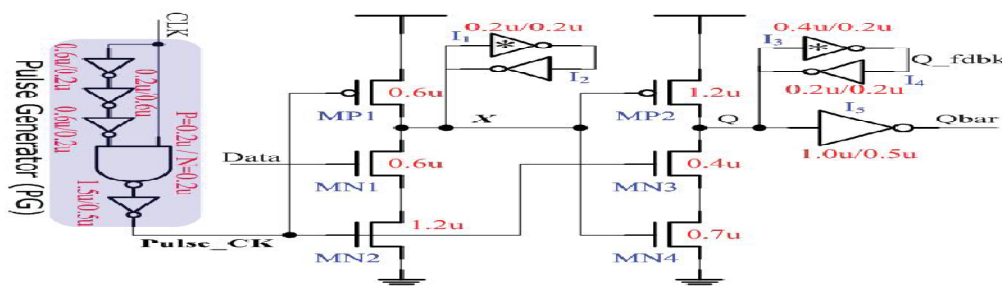 CLK
Pulse Generator (PG)
0.6u/0.2u
0.2u/0.6u
0.6u/0.2u
P=0.2u / N=0.2u
1.5u/0.5u
Pulse_CK
Data
MP1
0.6u
MN1
0.6u
MN2
1.2u
I1
0.2u/0.2u
*
I2
X
MP2
1.2u
MN3
0.4u
MN4
0.7u
Q
I3
0.4u/0.2u
*
Q_fdbk
I4
0.2u/0.2u
I5
1.0u/0.5u
Qbar